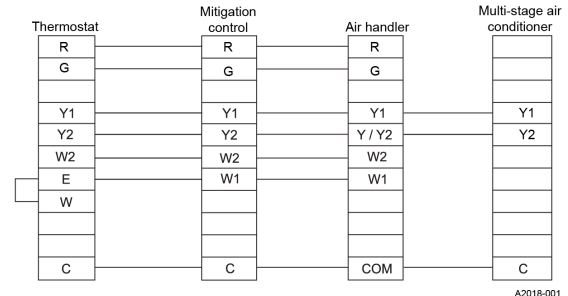 Thermostat Mitigation control Air handler Multi-stage air conditioner
R R R
G G G
Y1 Y1 Y1 Y1
Y2 Y2 Y / Y2 Y2
W2 W2 W2
E W1 W1
W
C C COM C
A2018-001